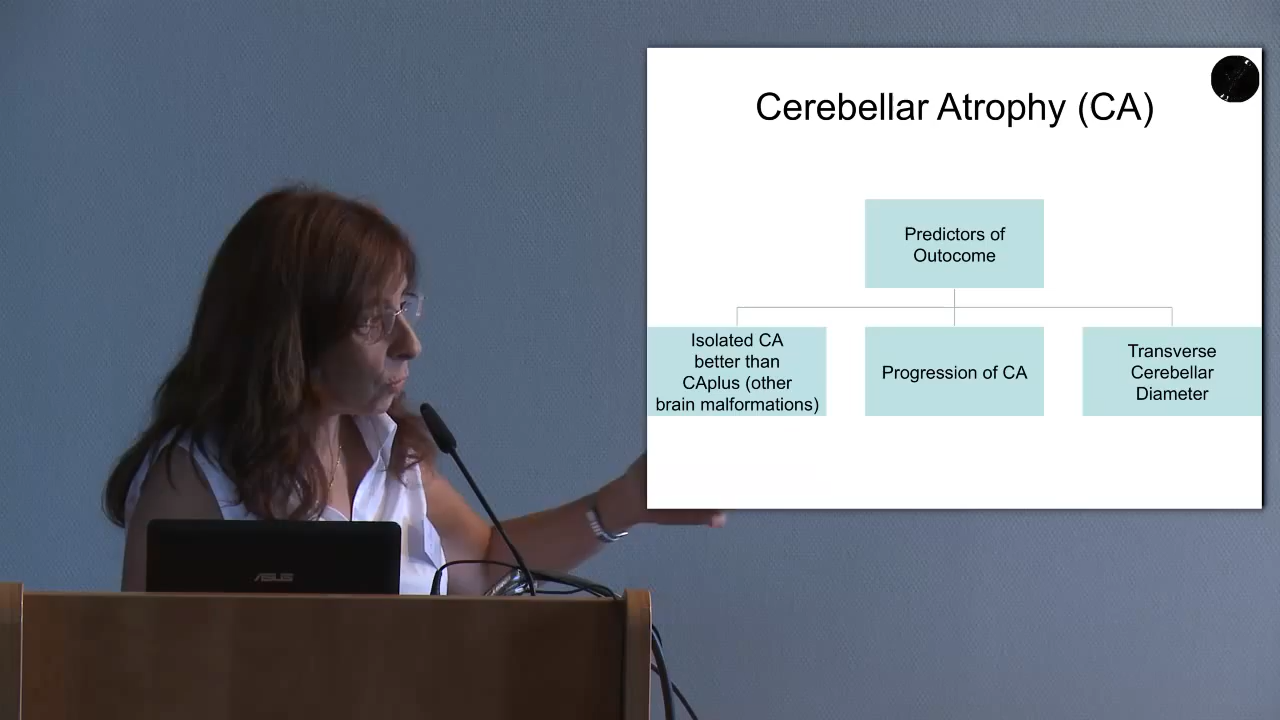 Cerebellar Atrophy (CA)
Predictors of
Outocome
Isolated CA
better than
CAplus (other
brain malformations)
Progression of CA
Transverse
Cerebellar
Diameter
ASUS